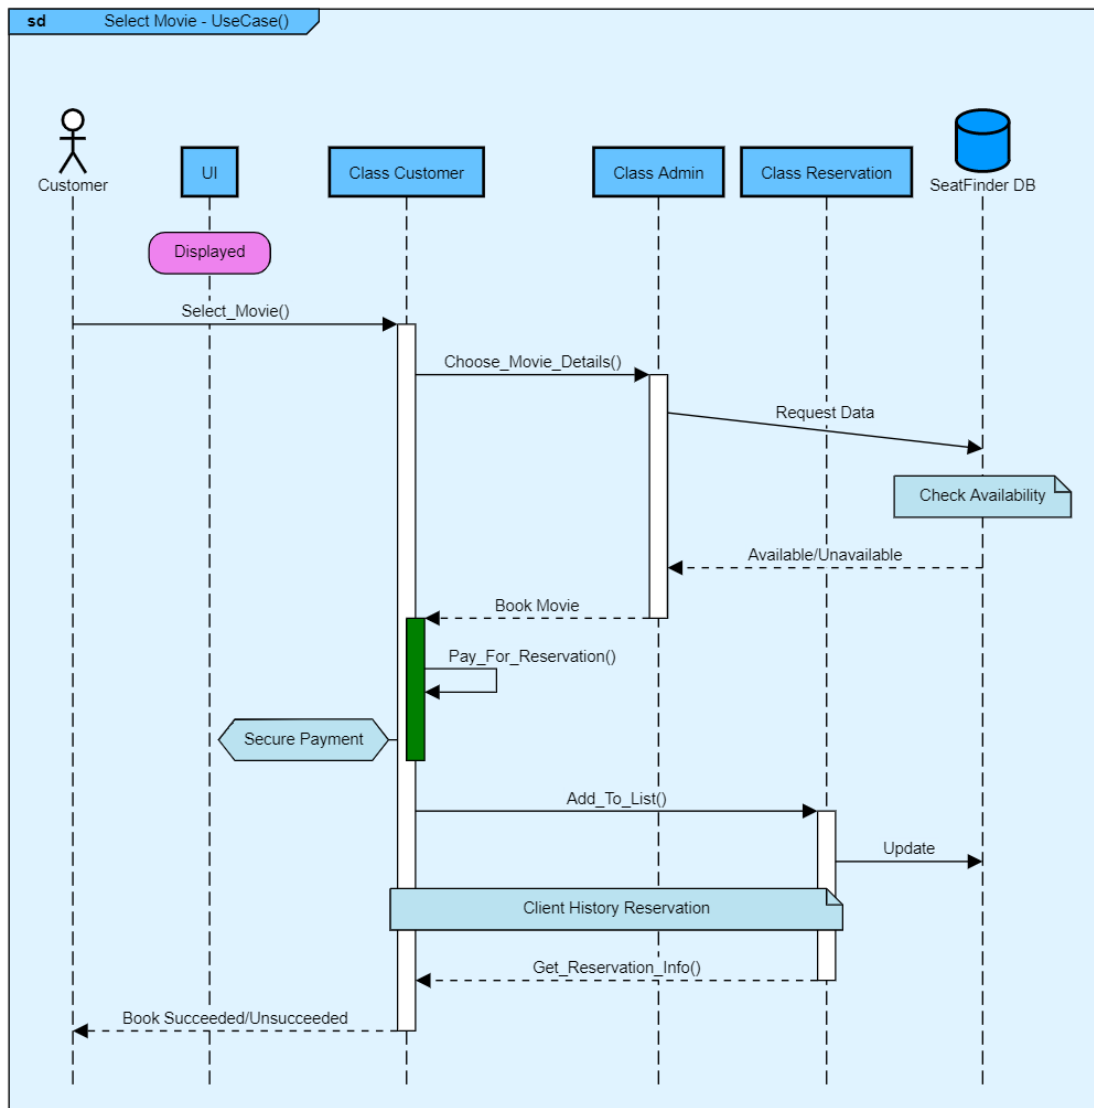 sd Select Movie - UseCase()
Customer
UI
Class Customer
Class Admin
Class Reservation
SeatFinder DB
Displayed
Select_Movie()
Choose_Movie_Details()
Request Data
Check Availability
Available/Unavailable
Book Movie
Pay_For_Reservation()
Secure Payment
Add_To_List()
Update
Client History Reservation
Get_Reservation_Info()
Book Succeeded/Unsucceeded